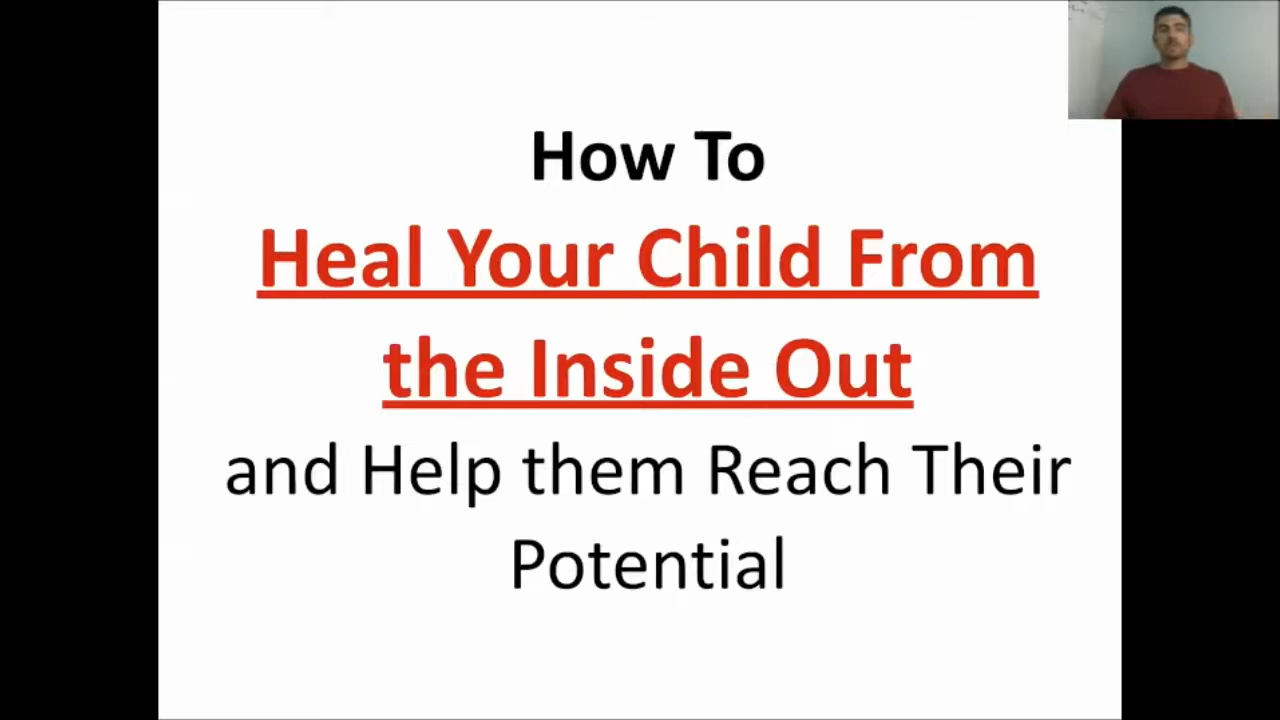 How To
Heal Your Child From
the Inside Out
and Help them Reach Their
Potential